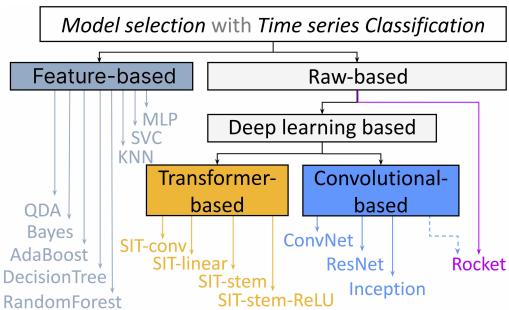 Model selection with Time series Classification
Feature-based
Raw-based
Deep learning based
Transformer-
based
Convolutional-
based
MLP
SVC
KNN
QDA
Bayes
AdaBoost
DecisionTree
RandomForest
SIT-conv
SIT-linear
SIT-stem
SIT-stem-ReLU
ConvNet
ResNet
Inception
Rocket